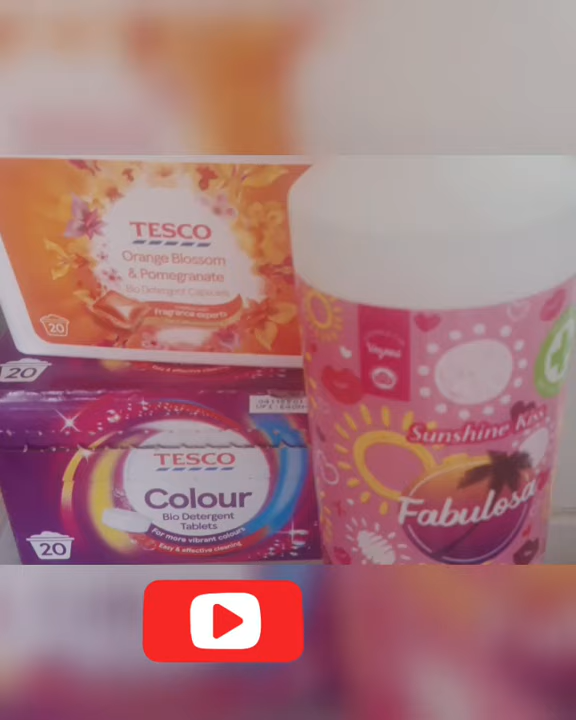 TESCO
Orange Blossom
& Pomegranate
Bio Detergent Capsules
Fragrance experts
20
20
TESCO
Colour
Bio Detergent
Tablets
For more vibrant colours
Easy & effective cleaning
20
Vegan
Sunshine Kiss
Fabulosa